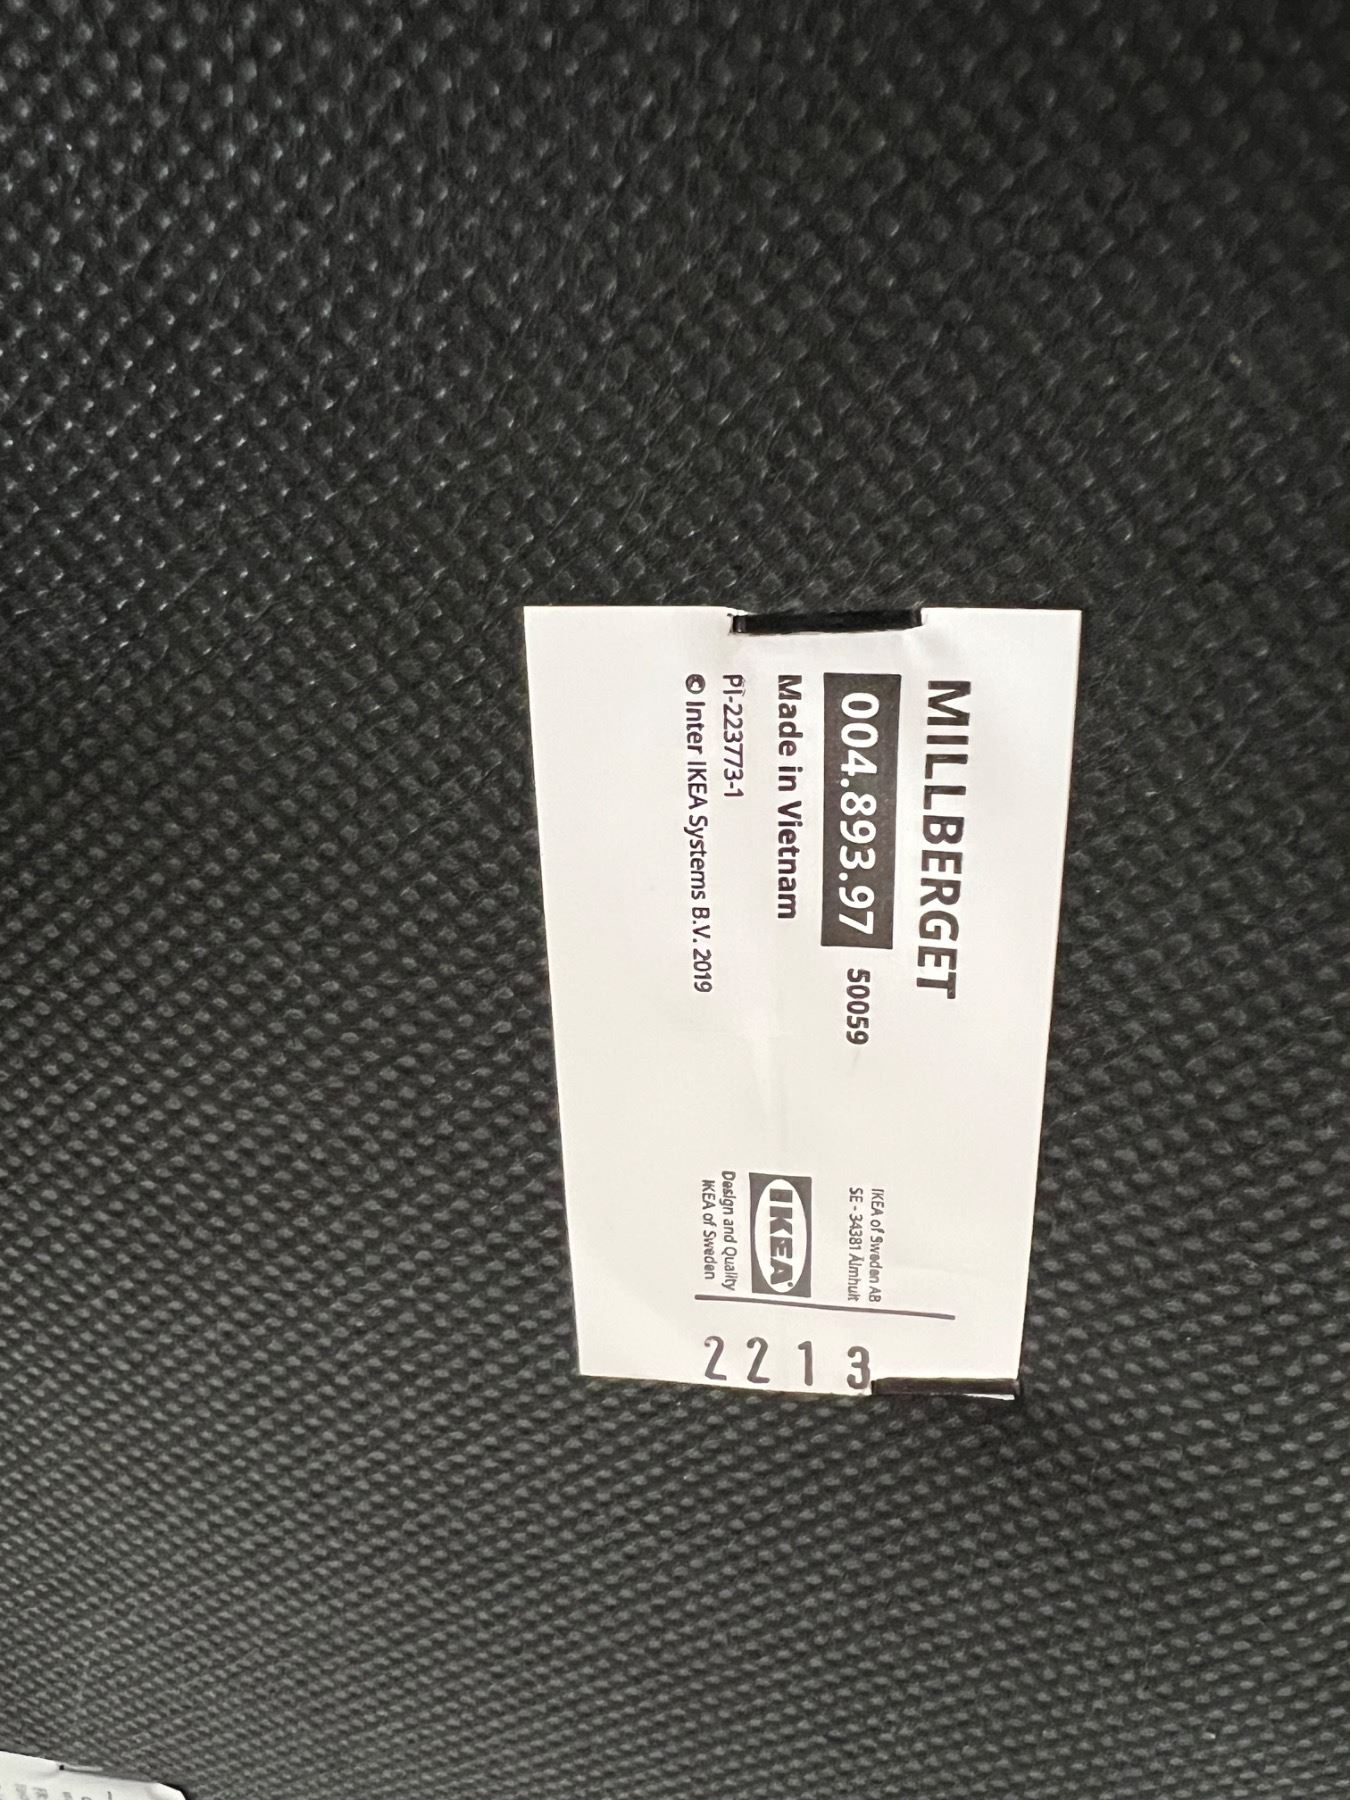 MILLBERGET
004.893.97 50059
Made in Vietnam
PI-223773-1
© Inter IKEA Systems B.V. 2019
IKEA of Sweden AB
SE - 34381 Älmhult
IKEA
Design and Quality
IKEA of Sweden
2213